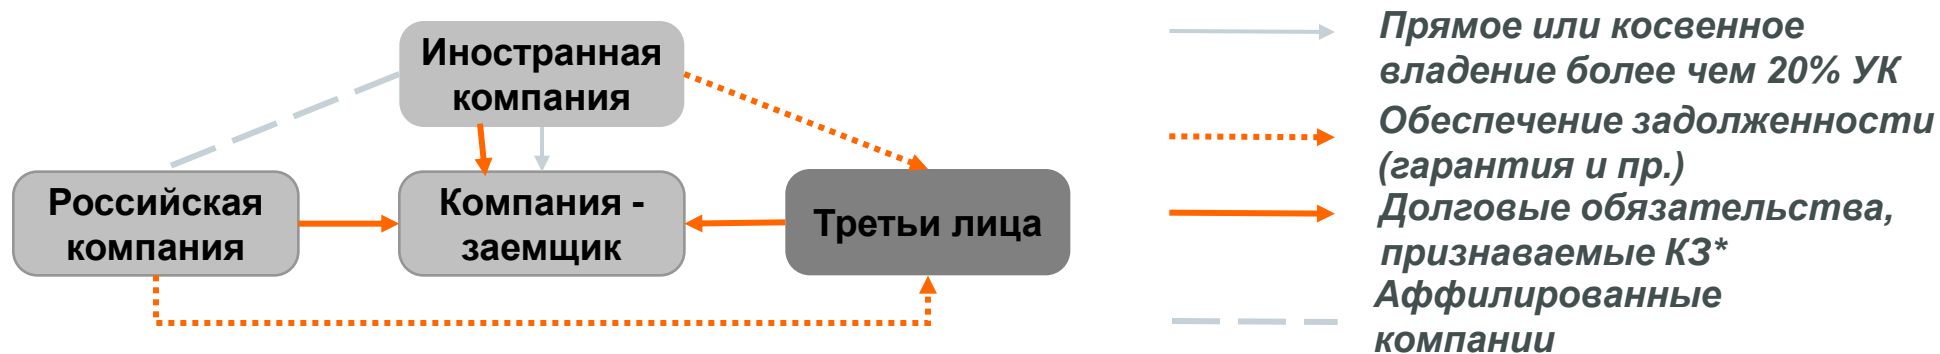 Иностранная
компания
Российская
компания
Компания -
заемщик
Третьи лица
Прямое или косвенное
владение более чем 20% УК
Обеспечение задолженности
(гарантия и пр.)
Долговые обязательства,
признаваемые КЗ*
Аффилированные
компании